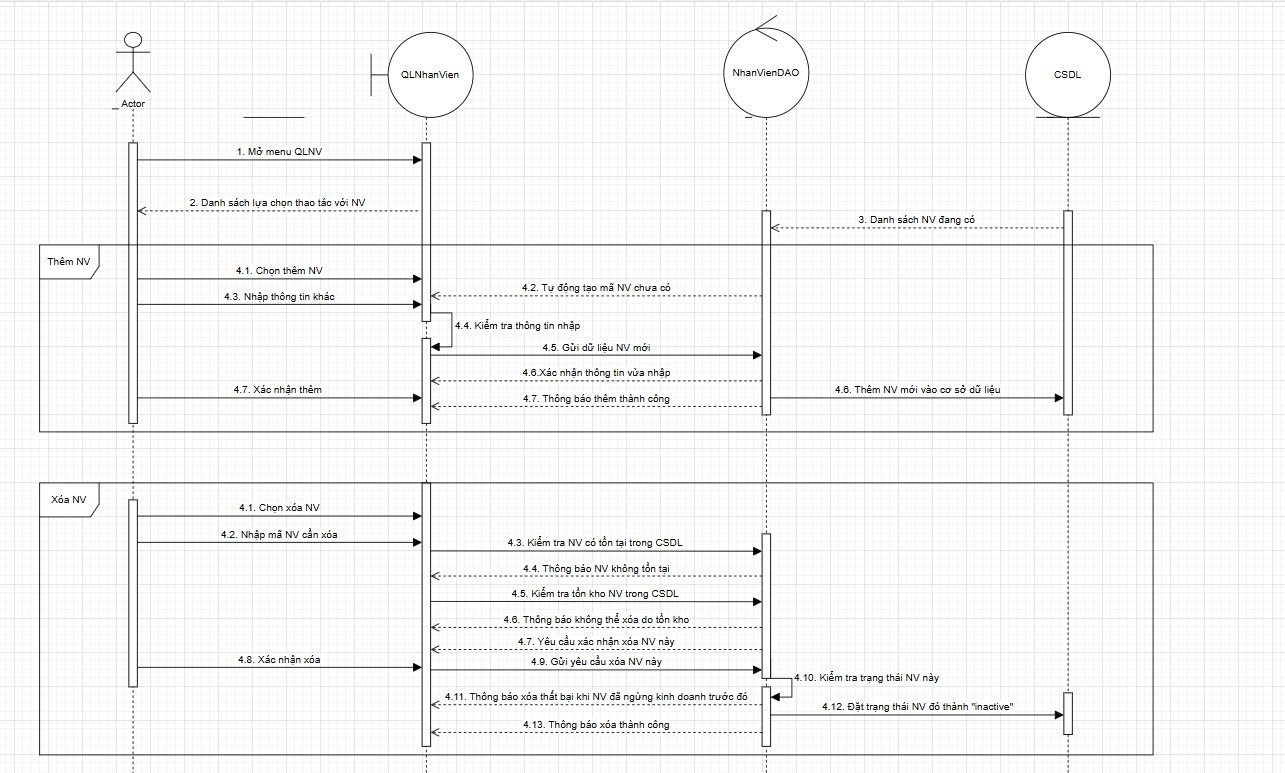 _ Actor
QLNhanVien
NhanVienDAO
CSDL
1. Mở menu QLNV
2. Danh sách lựa chọn thao tác với NV
3. Danh sách NV đang có
Thêm NV
4.1. Chọn thêm NV
4.2. Tự động tạo mã NV chưa có
4.3. Nhập thông tin khác
4.4. Kiểm tra thông tin nhập
4.5. Gửi dữ liệu NV mới
4.6.Xác nhận thông tin vừa nhập
4.7. Xác nhận thêm
4.6. Thêm NV mới vào cơ sở dữ liệu
4.7. Thông báo thêm thành công
Xóa NV
4.1. Chọn xóa NV
4.2. Nhập mã NV cần xóa
4.3. Kiểm tra NV có tồn tại trong CSDL
4.4. Thông báo NV không tồn tại
4.5. Kiểm tra tồn kho NV trong CSDL
4.6. Thông báo không thể xóa do tồn kho
4.7. Yêu cầu xác nhận xóa NV này
4.8. Xác nhận xóa
4.9. Gửi yêu cầu xóa NV này
4.10. Kiểm tra trạng thái NV này
4.11. Thông báo xóa thất bại khi NV đã ngừng kinh doanh trước đó
4.12. Đặt trạng thái NV đó thành "inactive"
4.13. Thông báo xóa thành công